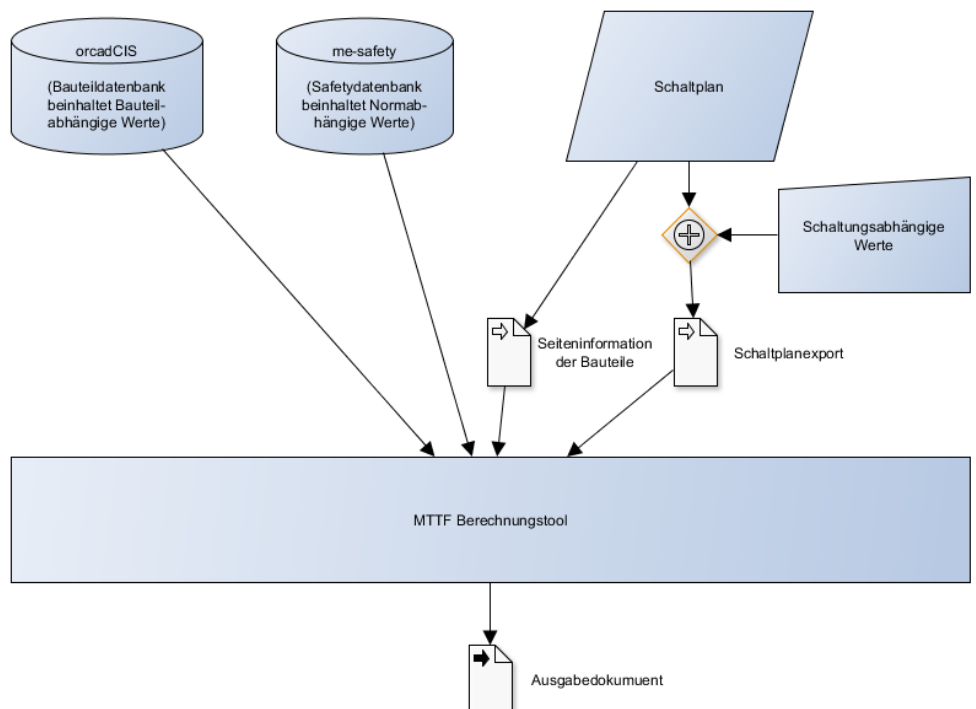 orcadCIS
(Bauteildatenbank
beinhaltet Bauteil-
abhängige Werte)
me-safety
(Safetydatenbank
beinhaltet Normab-
hängige Werte)
Schaltplan
Schaltungsabhängige
Werte
Seiteninformation
der Bauteile
Schaltplanexport
MTTF Berechnungstool
Ausgabedokumuent